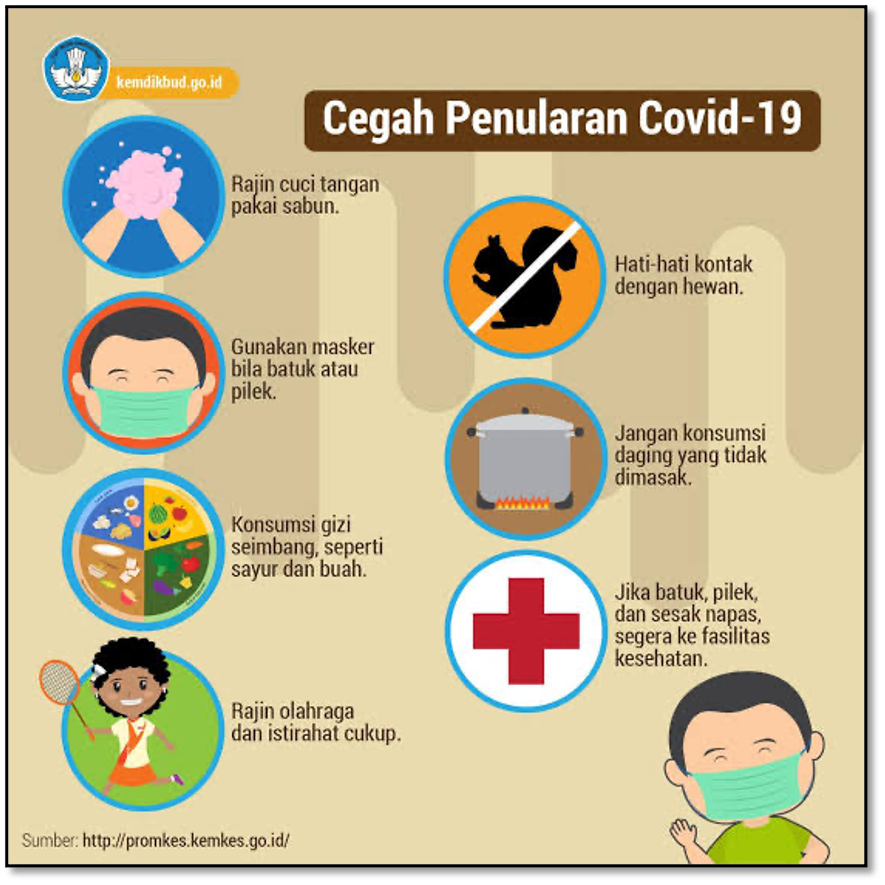 kemdikbud.go.id
Cegah Penularan Covid-19
Rajin cuci tangan
pakai sabun.
Gunakan masker
bila batuk atau
pilek.
Konsumsi gizi
seimbang, seperti
sayur dan buah.
Rajin olahraga
dan istirahat cukup.
Hati-hati kontak
dengan hewan.
Jangan konsumsi
daging yang tidak
dimasak.
Jika batuk, pilek,
dan sesak napas,
segera ke fasilitas
kesehatan.
Sumber: http://promkes.kemkes.go.id/